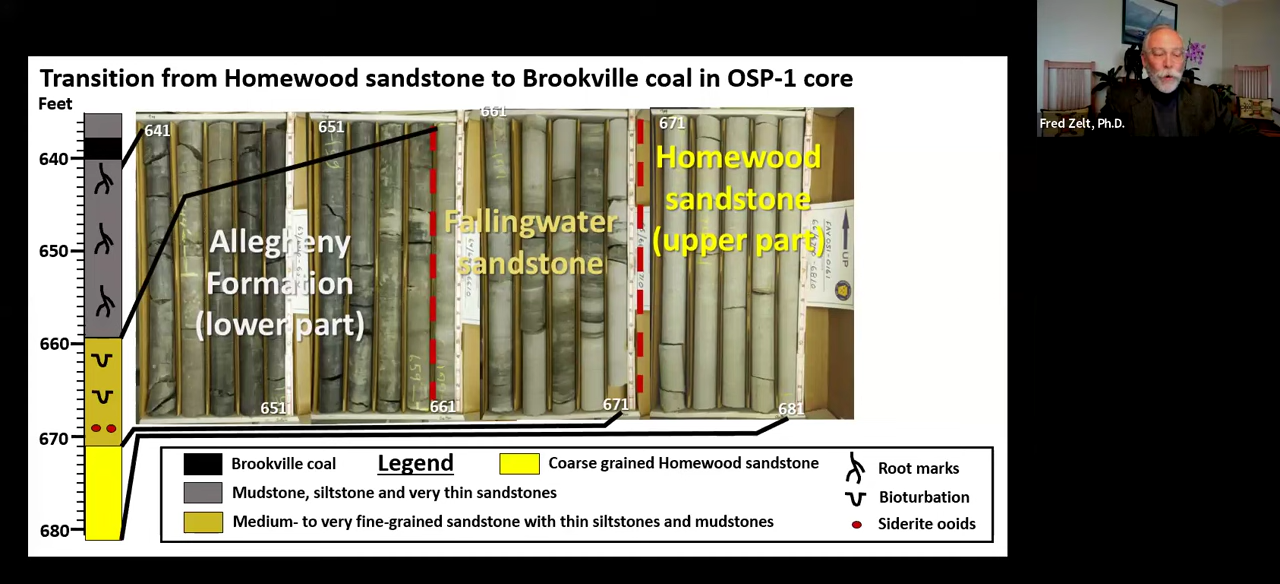 Transition from Homewood sandstone to Brookville coal in OSP-1 core
Feet
640
650
660
670
680
641
651
661
671
Allegheny
Formation
(lower part)
Fallingwater
sandstone
Homewood
sandstone
(upper part)
UP
651
661
671
681
Legend
Brookville coal
Mudstone, siltstone and very thin sandstones
Medium- to very fine-grained sandstone with thin siltstones and mudstones
Coarse grained Homewood sandstone
Root marks
Bioturbation
Siderite ooids
Fred Zelt, Ph.D.